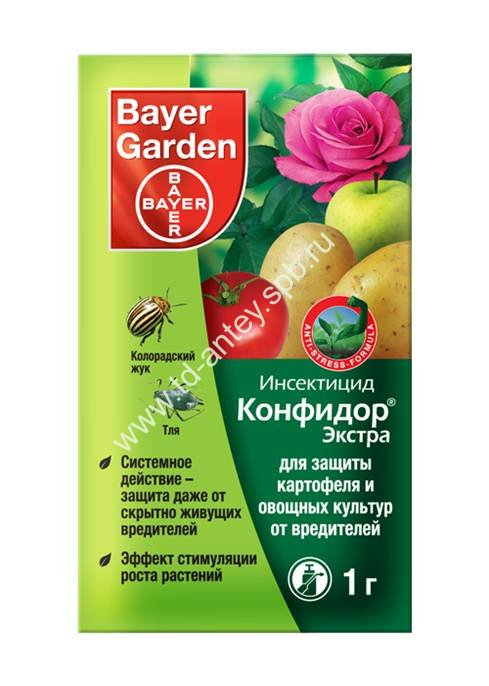 Bayer
Garden
BAYER
BAYER
Колорадский
жук
Тля
ANTI-STRESS-FORMULA
Инсектицид
Конфидор®
Экстра
для защиты
картофеля и
овощных культур
от вредителей
Системное
действие –
защита даже от
скрытно живущих
вредителей
Эффект стимуляции
роста растений
1 г
www.td-antey.spb.ru